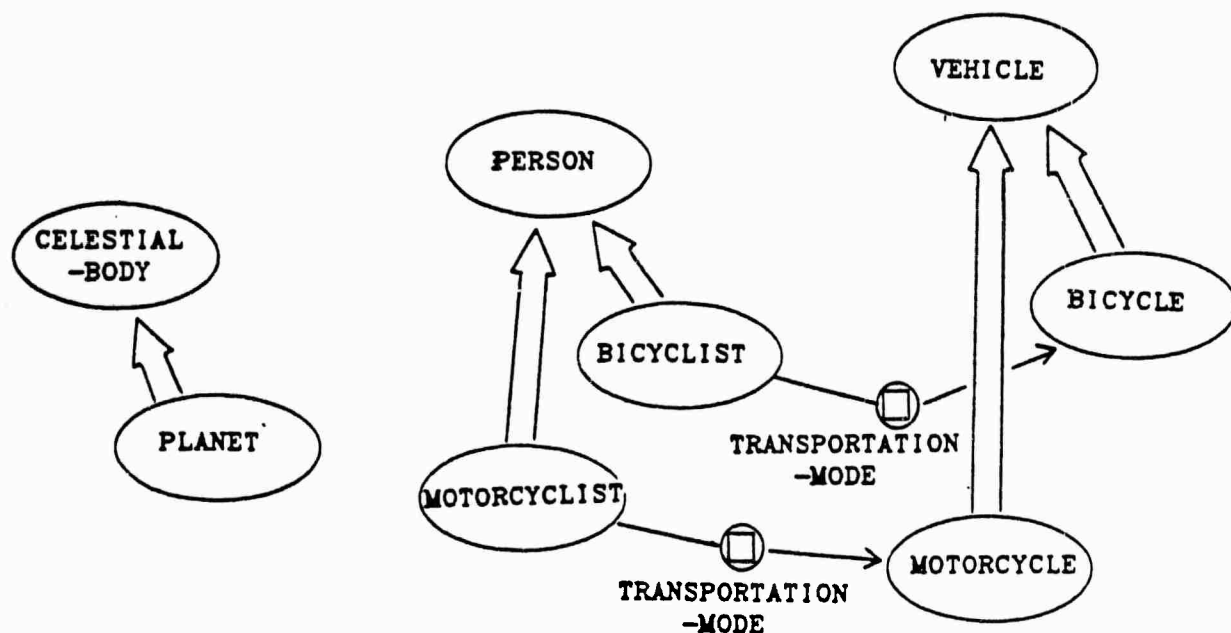 VEHICLE
PERSON
CELESTIAL
-BODY
BICYCLE
BICYCLIST
PLANET
TRANSPORTATION
-MODE
MOTORCYCLIST
MOTORCYCLE
TRANSPORTATION
-MODE